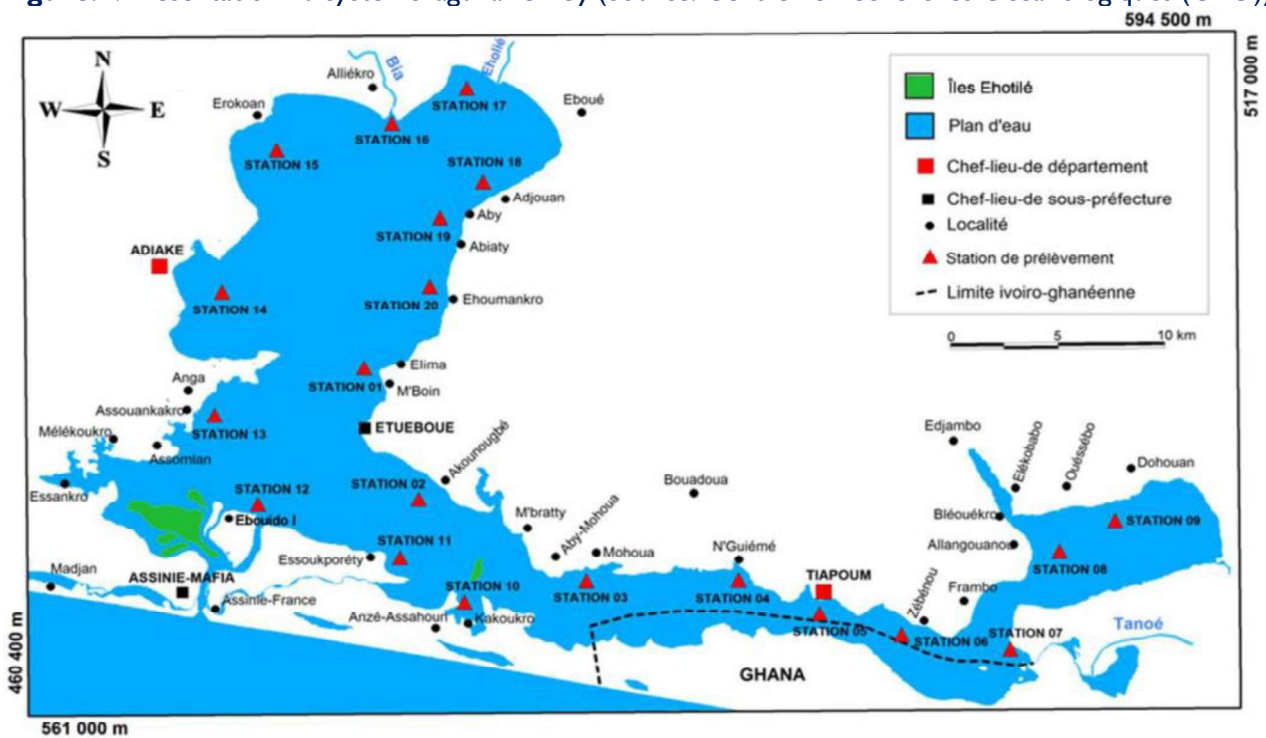 594 500 m
517 000 m
N
W E
S
Alliékro
Bia
Eholié
Erokoan
STATION 17
Eboué
STATION 16
STATION 15
STATION 18
Adjouan
Aby
STATION 19
Abiaty
ADIAKE
STATION 14
STATION 20
Ehoumankro
Elima
STATION 01
M'Boin
Anga
Assouankakro
STATION 13
ETUEBOUE
Mélékoukro
Assomlan
Akounougbé
Essankro
STATION 12
STATION 02
Ebouido I
M'bratty
Bouadoua
Aby-Mohoua
STATION 11
Essoukporéty
Mohoua
N'Guiémé
Madjan
ASSINIE-MAFIA
STATION 10
STATION 03
STATION 04
TIAPOUM
Assinie-France
Anzé-Assahoun
Kakoukro
STATION 05
Zébénou
STATION 06
STATION 07
Frambo
Tanoé
GHANA
Edjambo
Elékobabo
Ouéssébo
Dohouan
Bléouékro
STATION 09
Allangouanou
STATION 08
Îles Ehotilé
Plan d'eau
Chef-lieu-de département
Chef-lieu-de sous-préfecture
Localité
Station de prélèvement
Limite ivoiro-ghanéenne
0 5 10 km
460 400 m
561 000 m